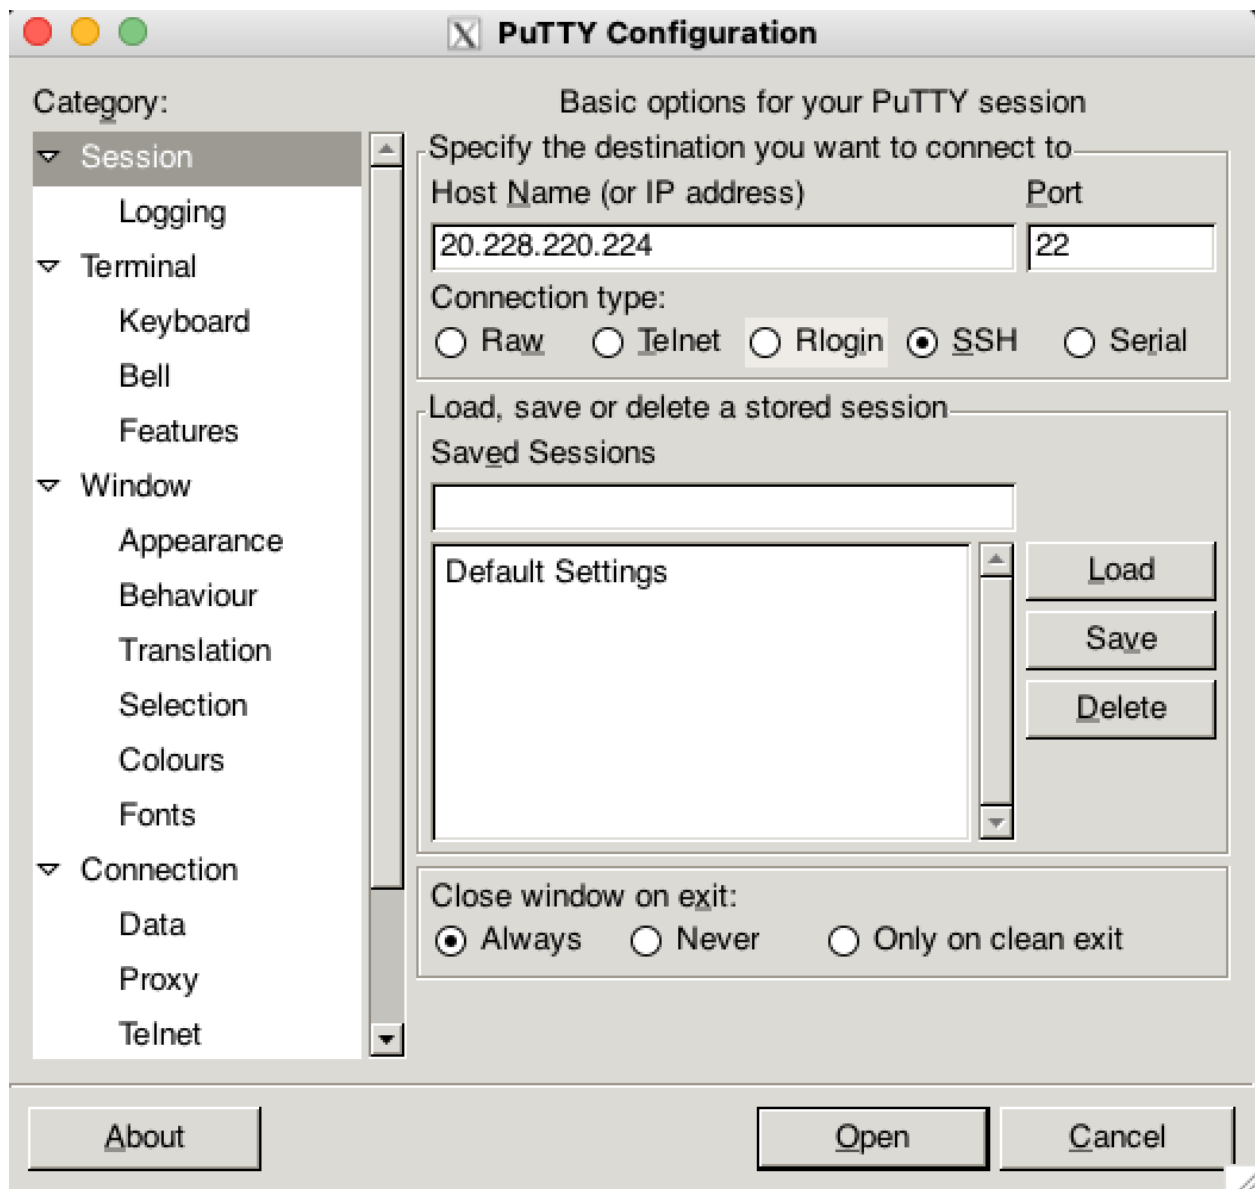 PuTTY Configuration
Category:
Session
Logging
Terminal
Keyboard
Bell
Features
Window
Appearance
Behaviour
Translation
Selection
Colours
Fonts
Connection
Data
Proxy
Telnet
Basic options for your PuTTY session
Specify the destination you want to connect to
Host Name (or IP address) Port
20.228.220.224 22
Connection type:
Raw Telnet Rlogin SSH Serial
Load, save or delete a stored session
Saved Sessions
Default Settings
Load
Save
Delete
Close window on exit:
Always Never Only on clean exit
About Open Cancel